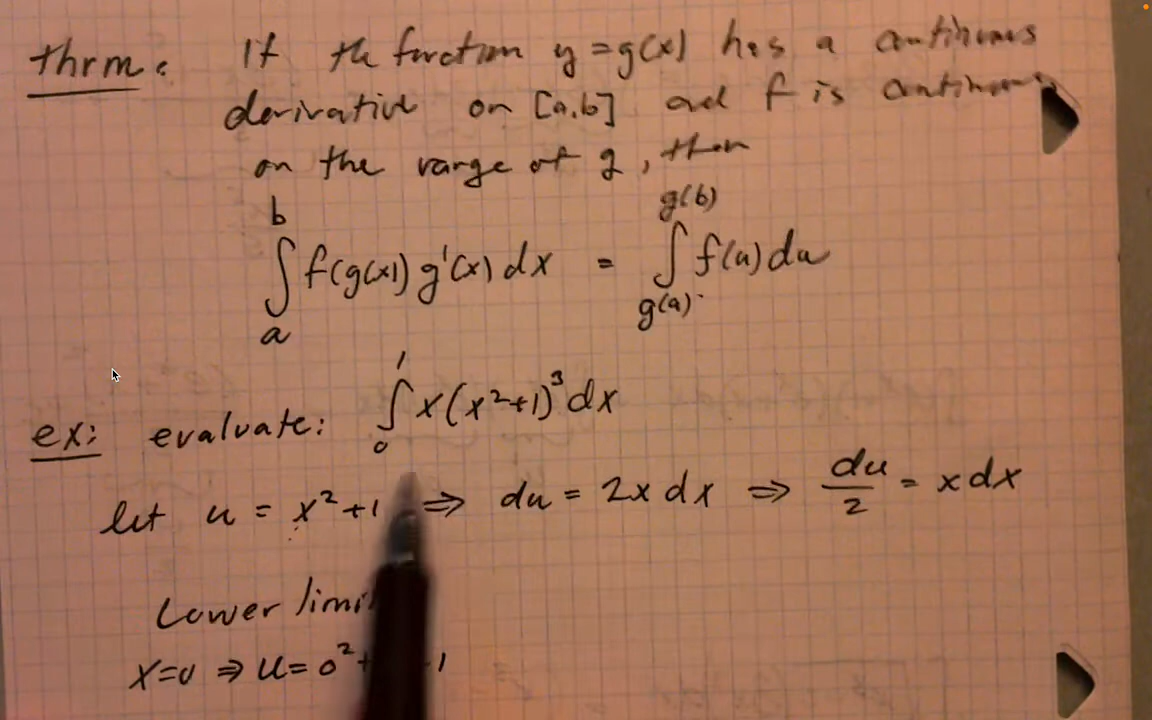 thrm: If the function y = g(x) has a continuous
derivative on [a,b] and f is continuous
on the range of g, then
∫_a^b f(g(x)) g'(x) dx = ∫_{g(a)}^{g(b)} f(u) du
ex: evaluate: ∫_0^1 x(x²+1)³ dx
let u = x²+1 ⇒ du = 2x dx ⇒ du/2 = x dx
Lower
x=0 ⇒ u = 0²+ 1